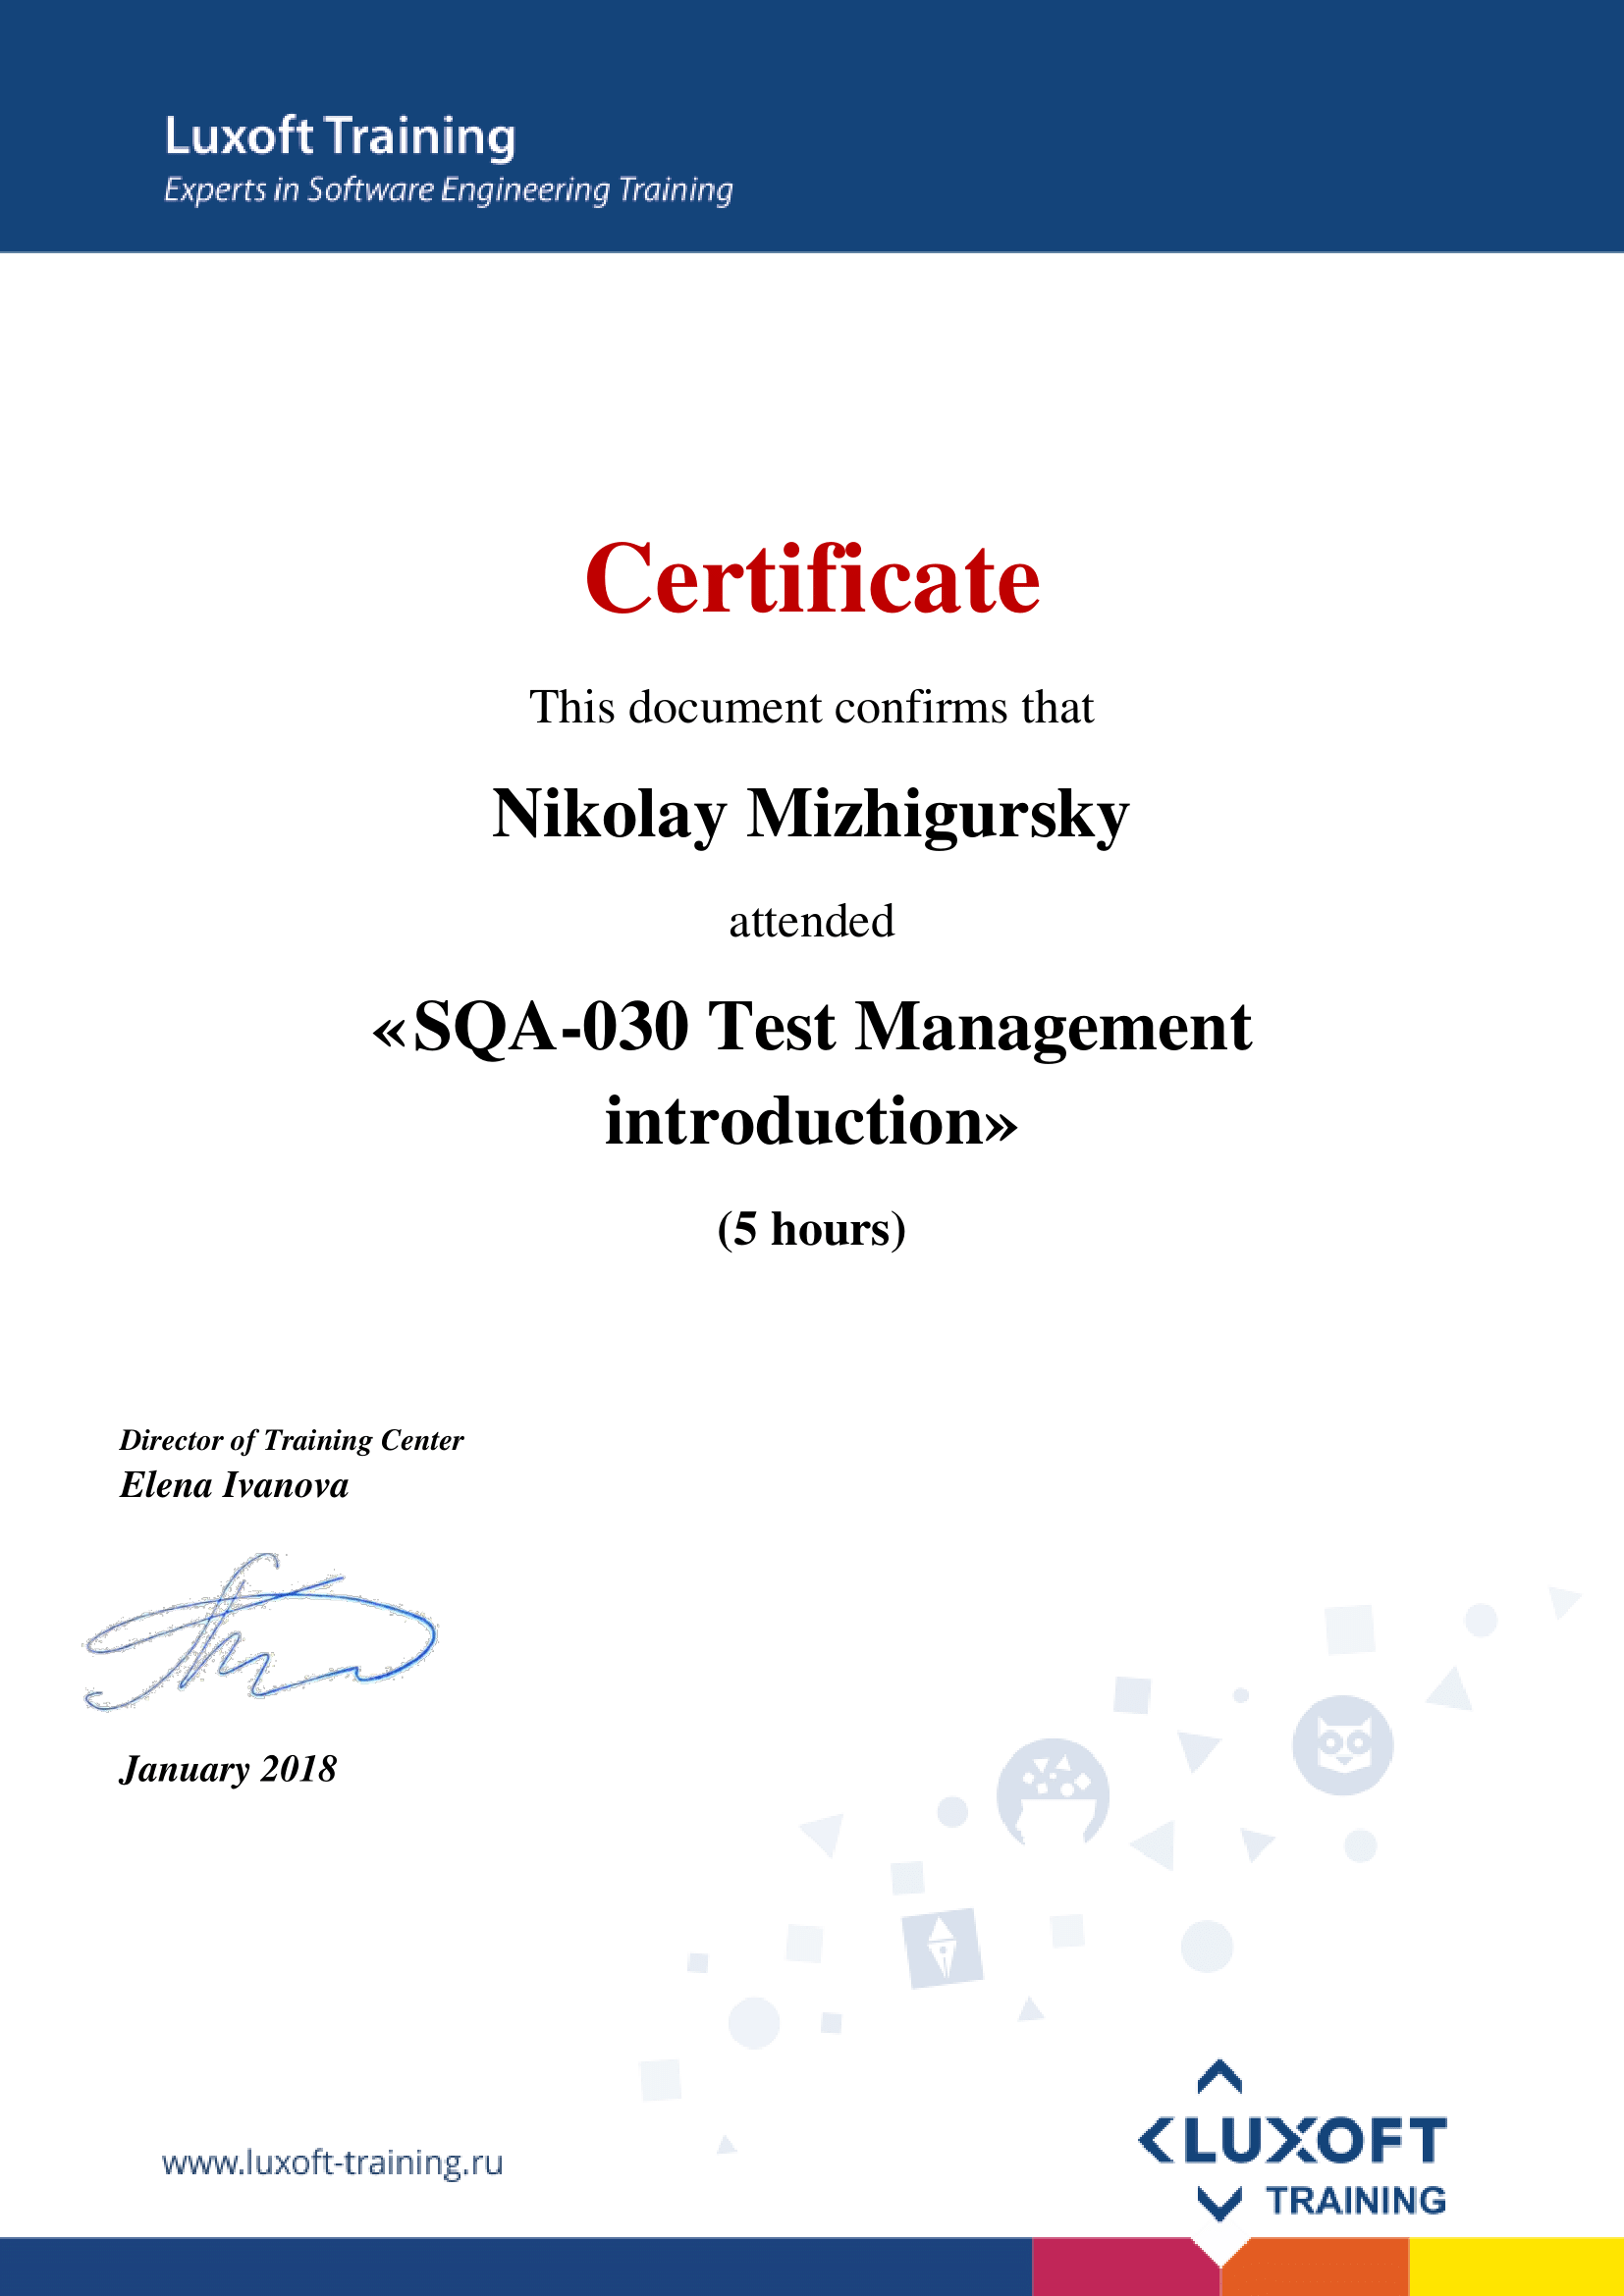 Luxoft Training
Experts in Software Engineering Training
Certificate
This document confirms that
Nikolay Mizhigursky
attended
«SQA-030 Test Management
introduction»
(5 hours)
Director of Training Center
Elena Ivanova
January 2018
www.luxoft-training.ru
LUXOFT
TRAINING